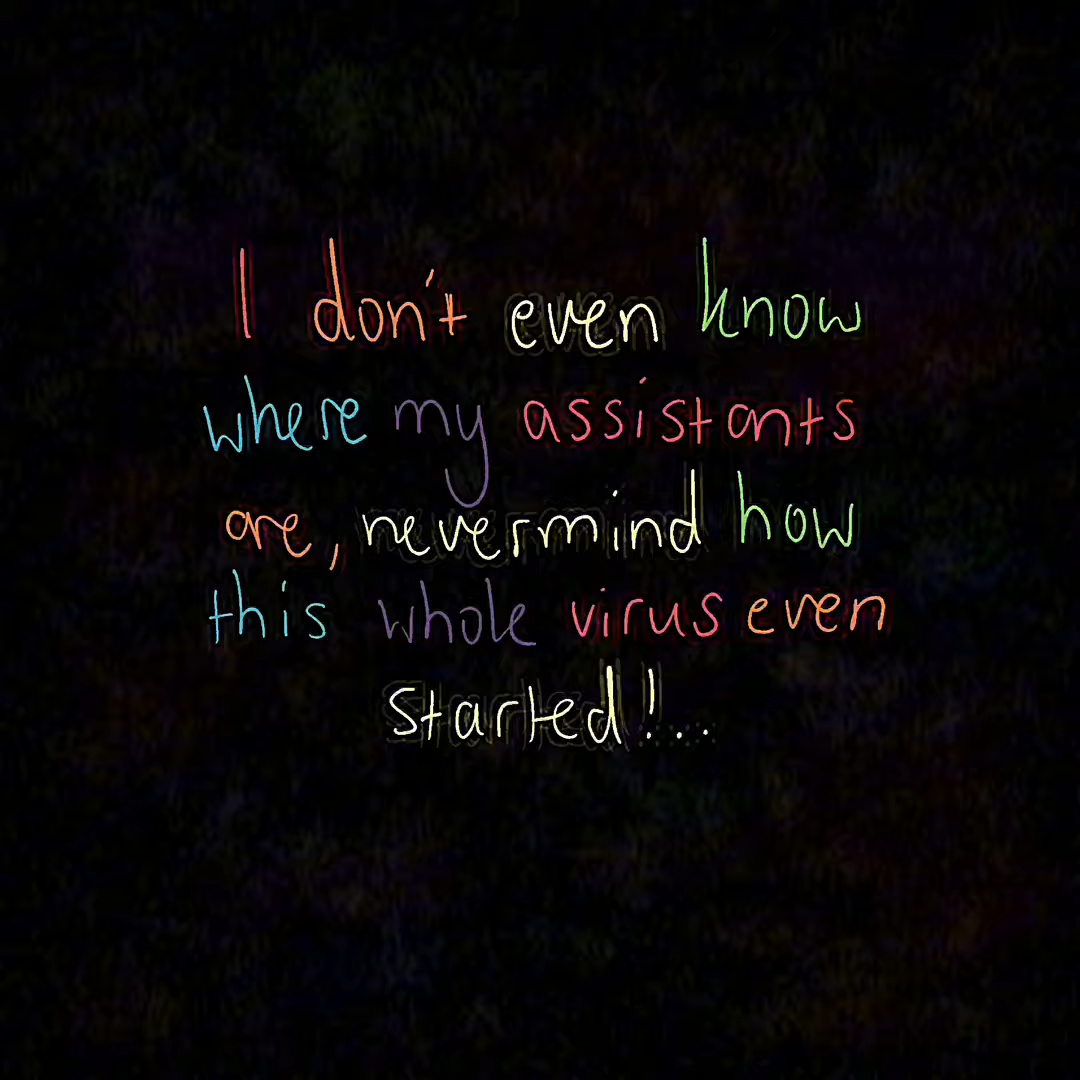 I don't even know
where my assistants
are, nevermind how
this whole virus even
started!...